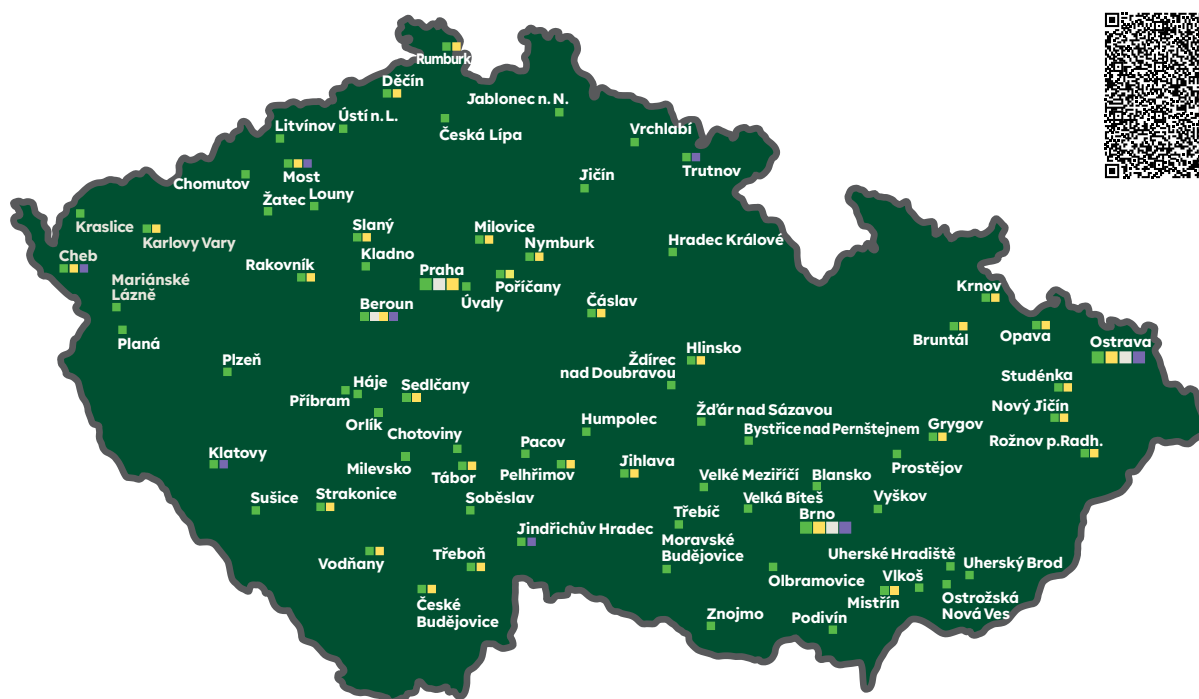 Rumburk
Děčín
Jablonec n. N.
Ústí n. L.
Česká Lípa
Litvínov
Vrchlabí
Trutnov
Most
Chomutov
Jičín
Louny
Žatec
Kraslice
Slaný
Milovice
Karlovy Vary
Nymburk
Hradec Králové
Cheb
Kladno
Rakovník
Praha
Poříčany
Mariánské
Lázně
Úvaly
Krnov
Beroun
Čáslav
Planá
Bruntál
Opava
Ostrava
Hlinsko
Plzeň
Ždírec
nad Doubravou
Studénka
Háje
Sedlčany
Příbram
Nový Jičín
Orlík
Humpolec
Žďár nad Sázavou
Grygov
Chotoviny
Bystřice nad Pernštejnem
Rožnov p.Radh.
Klatovy
Pacov
Jihlava
Milevsko
Prostějov
Tábor
Pelhřimov
Velké Meziříčí
Blansko
Sušice
Strakonice
Soběslav
Velká Bíteš
Vyškov
Třebíč
Brno
Jindřichův Hradec
Moravské
Budějovice
Vodňany
Třeboň
Uherské Hradiště
Uherský Brod
Olbramovice
Vlkoš
České
Budějovice
Mistřín
Ostrožská
Nová Ves
Znojmo
Podivín